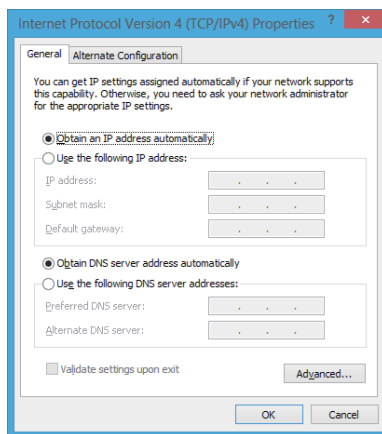 Internet Protocol Version 4 (TCP/IPv4) Properties ? ×
General Alternate Configuration
You can get IP settings assigned automatically if your network supports
this capability. Otherwise, you need to ask your network administrator
for the appropriate IP settings.
Obtain an IP address automatically
Use the following IP address:
IP address: . . .
Subnet mask: . . .
Default gateway: . . .
Obtain DNS server address automatically
Use the following DNS server addresses:
Preferred DNS server: . . .
Alternate DNS server: . . .
Validate settings upon exit
Advanced...
OK Cancel